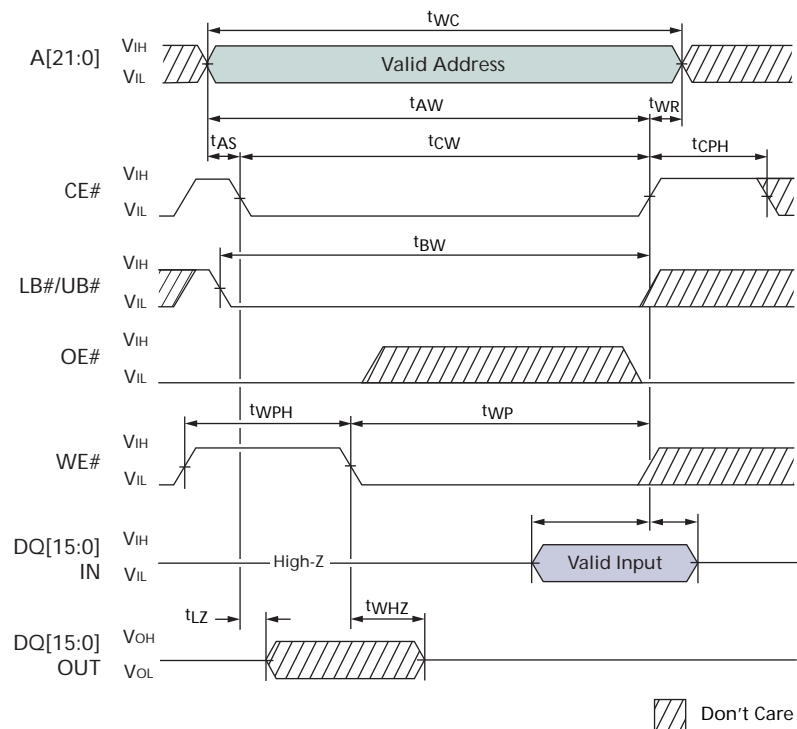 tWC
A[21:0]
VIH
VIL
Valid Address
tAW
tWR
tAS
tCW
tCPH
CE#
VIH
VIL
tBW
LB#/UB#
VIH
VIL
OE#
VIH
VIL
tWPH
tWP
WE#
VIH
VIL
DQ[15:0]
IN
VIH
VIL
High-Z
Valid Input
tLZ
tWHZ
DQ[15:0]
OUT
VOH
VOL
Don't Care